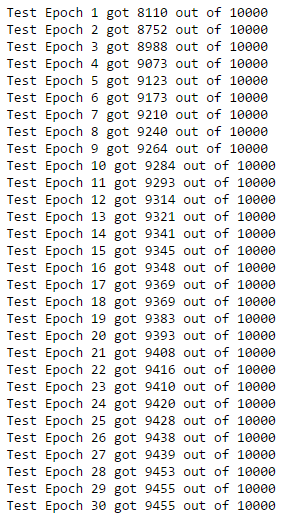 Test Epoch 1 got 8110 out of 10000
Test Epoch 2 got 8752 out of 10000
Test Epoch 3 got 8988 out of 10000
Test Epoch 4 got 9073 out of 10000
Test Epoch 5 got 9123 out of 10000
Test Epoch 6 got 9173 out of 10000
Test Epoch 7 got 9210 out of 10000
Test Epoch 8 got 9240 out of 10000
Test Epoch 9 got 9264 out of 10000
Test Epoch 10 got 9284 out of 10000
Test Epoch 11 got 9293 out of 10000
Test Epoch 12 got 9314 out of 10000
Test Epoch 13 got 9321 out of 10000
Test Epoch 14 got 9341 out of 10000
Test Epoch 15 got 9345 out of 10000
Test Epoch 16 got 9348 out of 10000
Test Epoch 17 got 9369 out of 10000
Test Epoch 18 got 9369 out of 10000
Test Epoch 19 got 9383 out of 10000
Test Epoch 20 got 9393 out of 10000
Test Epoch 21 got 9408 out of 10000
Test Epoch 22 got 9416 out of 10000
Test Epoch 23 got 9410 out of 10000
Test Epoch 24 got 9420 out of 10000
Test Epoch 25 got 9428 out of 10000
Test Epoch 26 got 9438 out of 10000
Test Epoch 27 got 9439 out of 10000
Test Epoch 28 got 9453 out of 10000
Test Epoch 29 got 9455 out of 10000
Test Epoch 30 got 9455 out of 10000